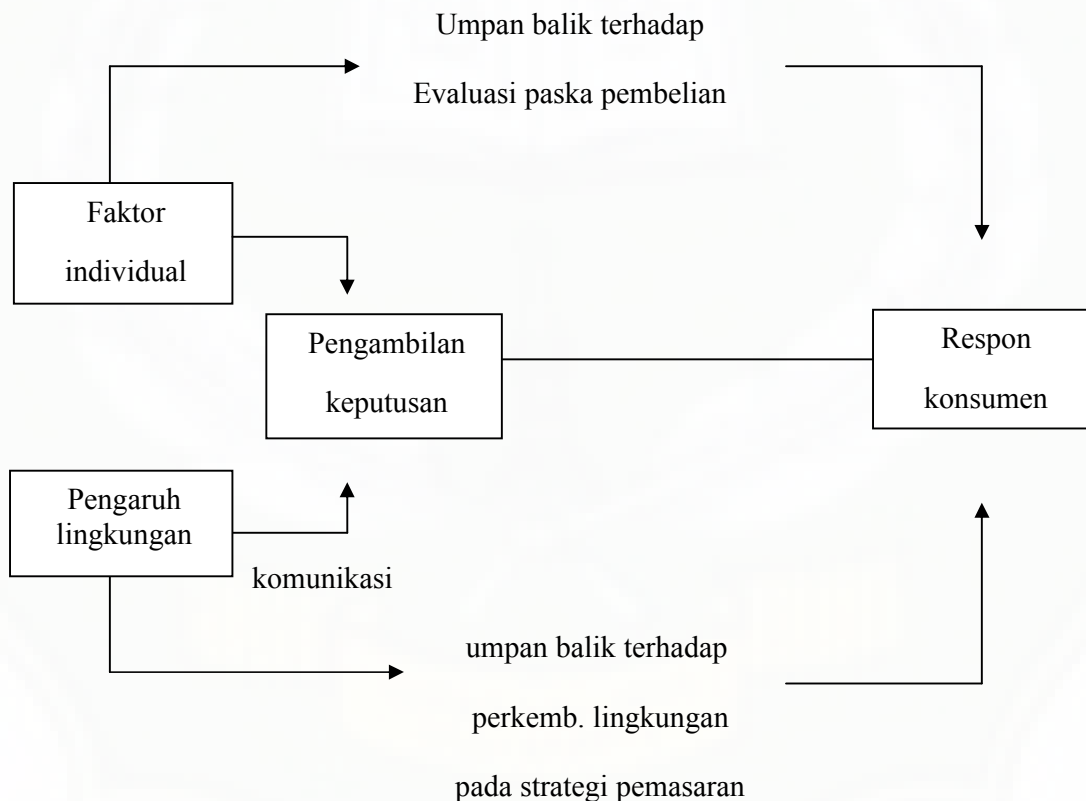 Umpan balik terhadap
Evaluasi paska pembelian
Faktor
individual
Pengambilan
keputusan
Respon
konsumen
Pengaruh
lingkungan
komunikasi
umpan balik terhadap
perkemb. lingkungan
pada strategi pemasaran